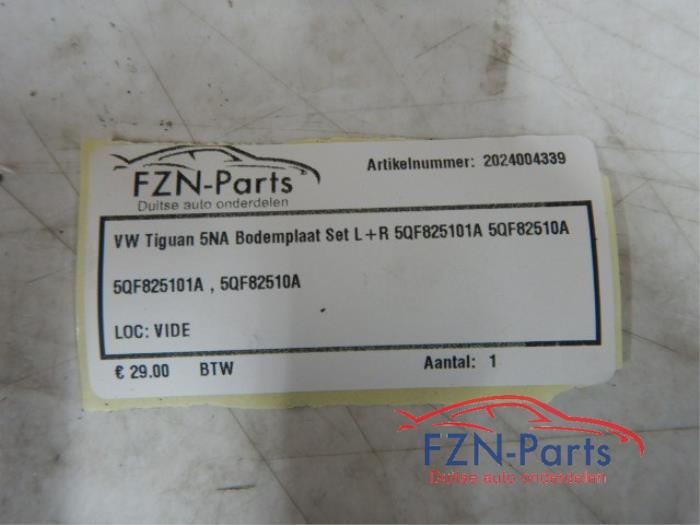 FZN-Parts
Duitse auto onderdelen
Artikelnummer: 2024004339
VW Tiguan 5NA Bodemplaat Set L+R 5QF825101A 5QF82510A
5QF825101A , 5QF82510A
LOC: VIDE
€ 29.00 BTW Aantal: 1
FZN-Parts
Duitse auto onderdelen